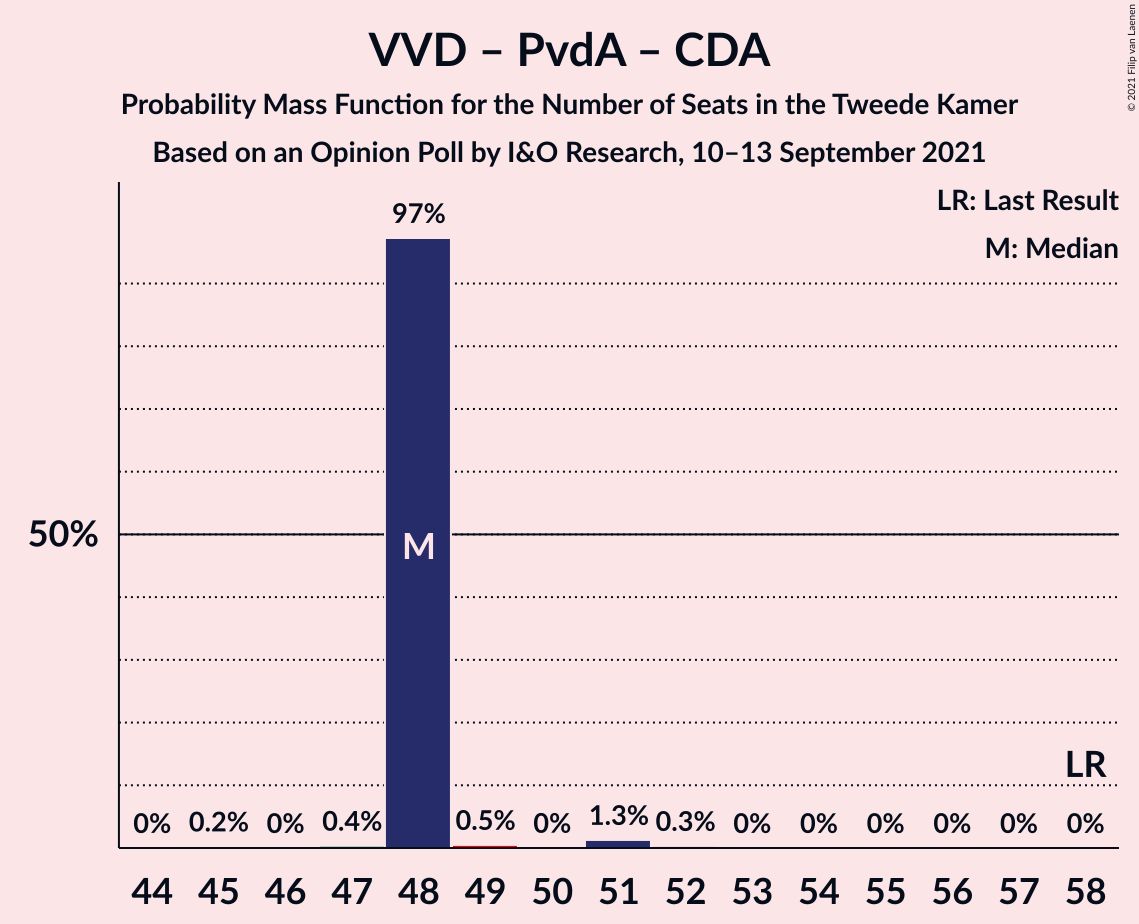 VVD – PvdA – CDA
Probability Mass Function for the Number of Seats in the Tweede Kamer
Based on an Opinion Poll by I&O Research, 10–13 September 2021
© 2021 Filip van Laenen
LR: Last Result
M: Median
97%
50%
M
LR
0% 0.2% 0% 0.4% 0.5% 0% 1.3% 0.3% 0% 0% 0% 0% 0% 0%
44 45 46 47 48 49 50 51 52 53 54 55 56 57 58